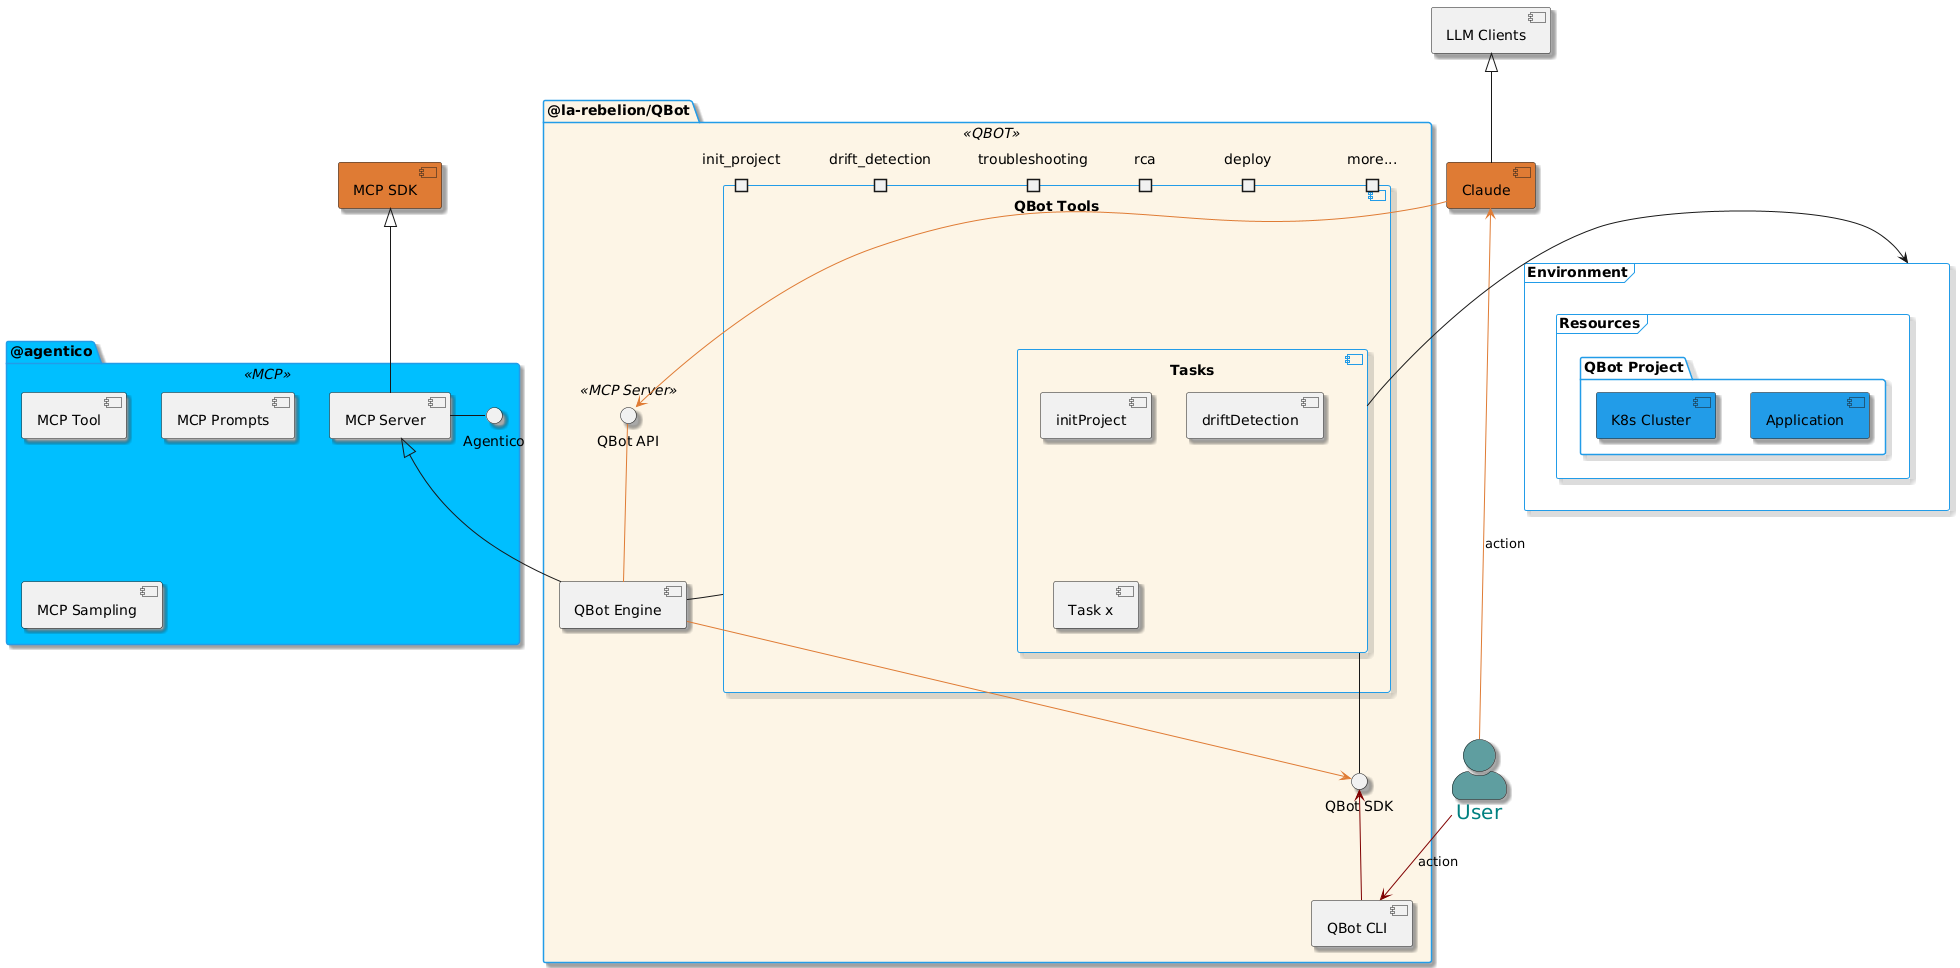 LLM Clients
@la-rebelion/QBot
«QBOT»
init_project
drift_detection
troubleshooting
rca
deploy
more...
MCP SDK
Claude
QBot Tools
Environment
Resources
@agentico
«MCP»
QBot Project
Tasks
«MCP Server»
MCP Tool
MCP Prompts
MCP Server
Agentico
QBot API
initProject
driftDetection
K8s Cluster
Application
action
MCP Sampling
QBot Engine
Task x
QBot SDK
User
action
QBot CLI